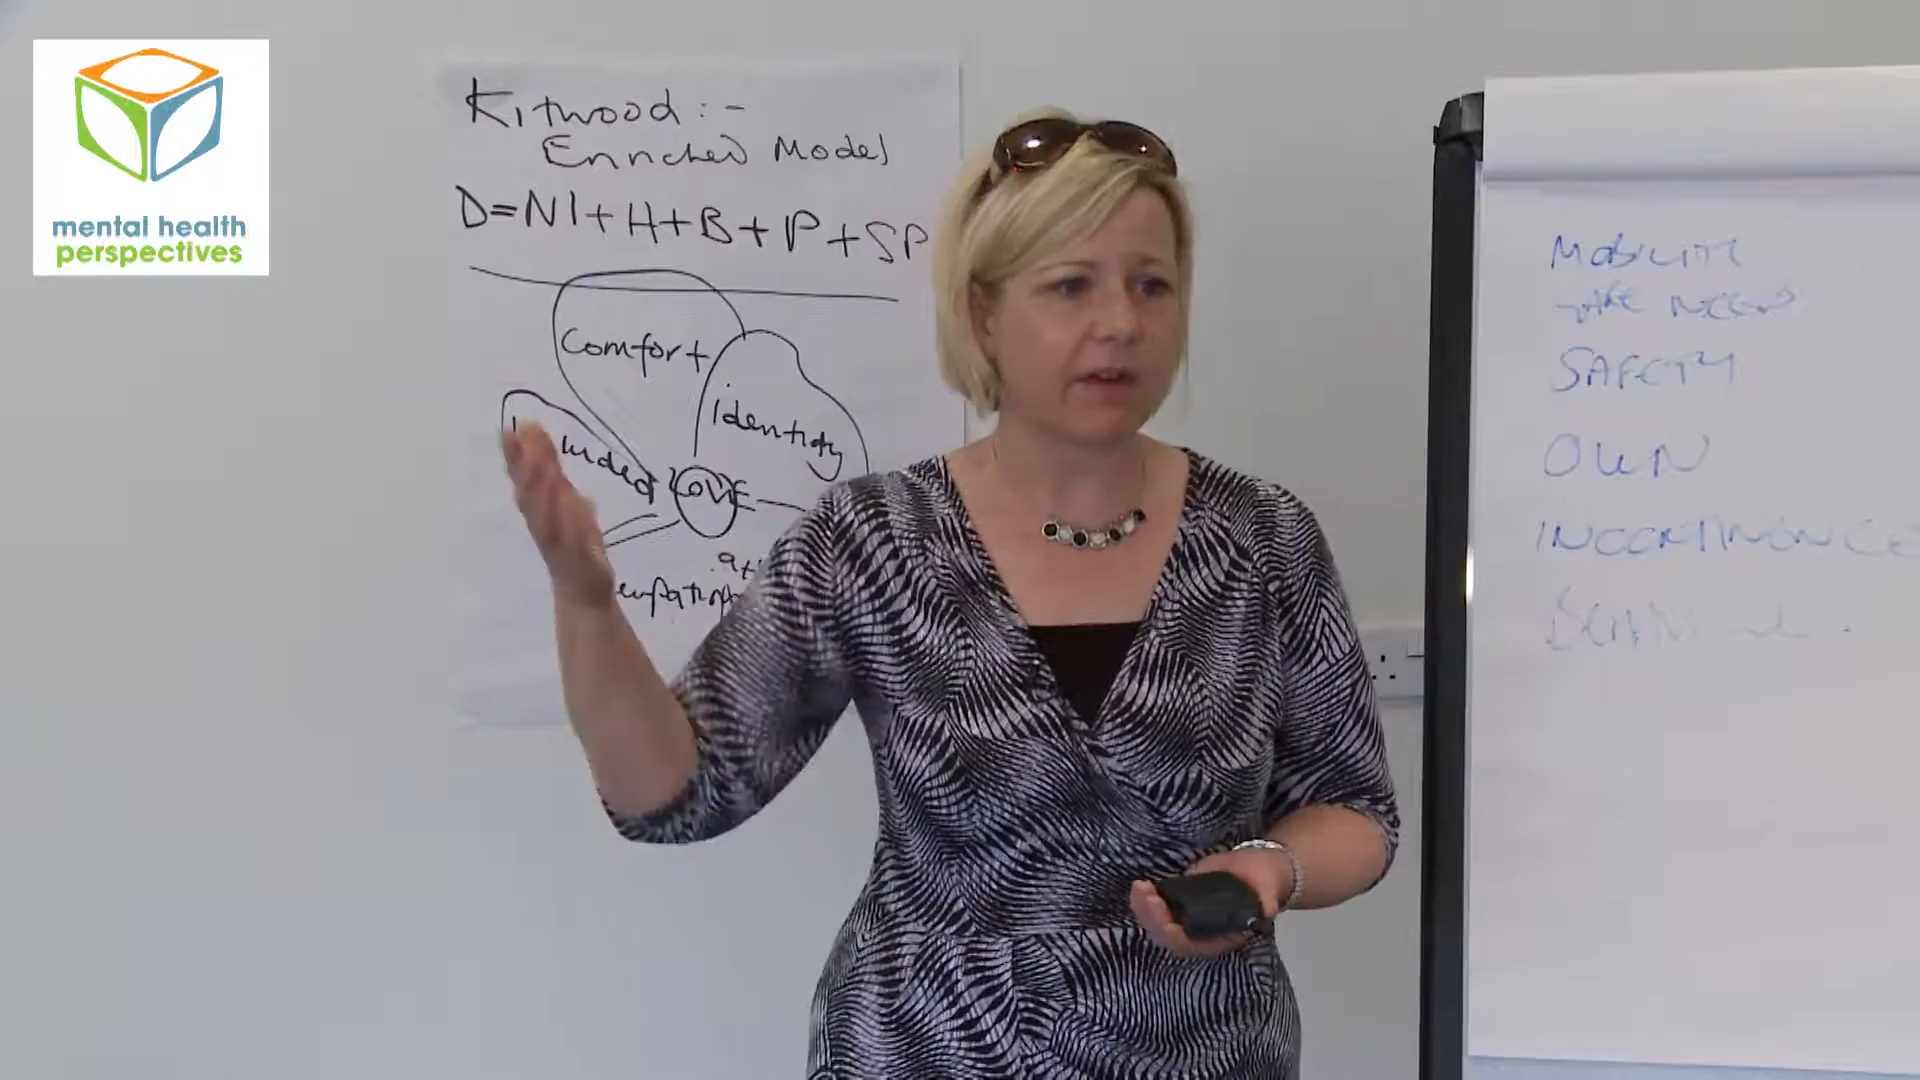 mental health
perspectives
Kitwood:-
Enriched Model
D=NI+H+B+P+SP
Comfort
identity
LOVE
MOBILITY
SAFETY
OWN
INCONTINENCE